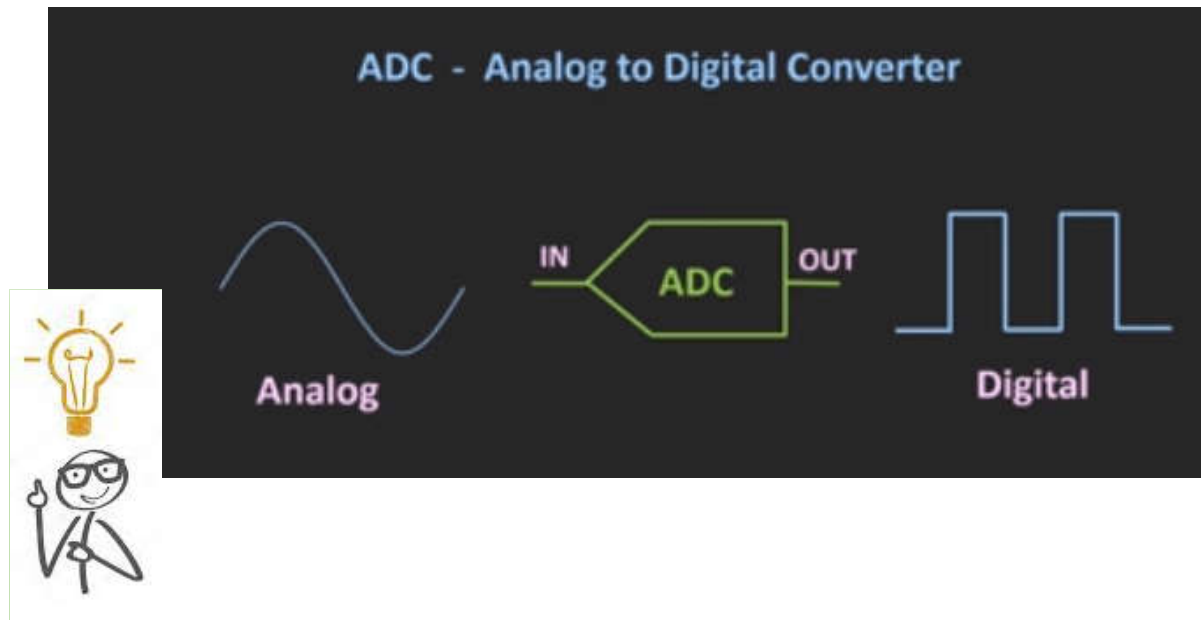 ADC - Analog to Digital Converter
IN
ADC
OUT
Analog
Digital